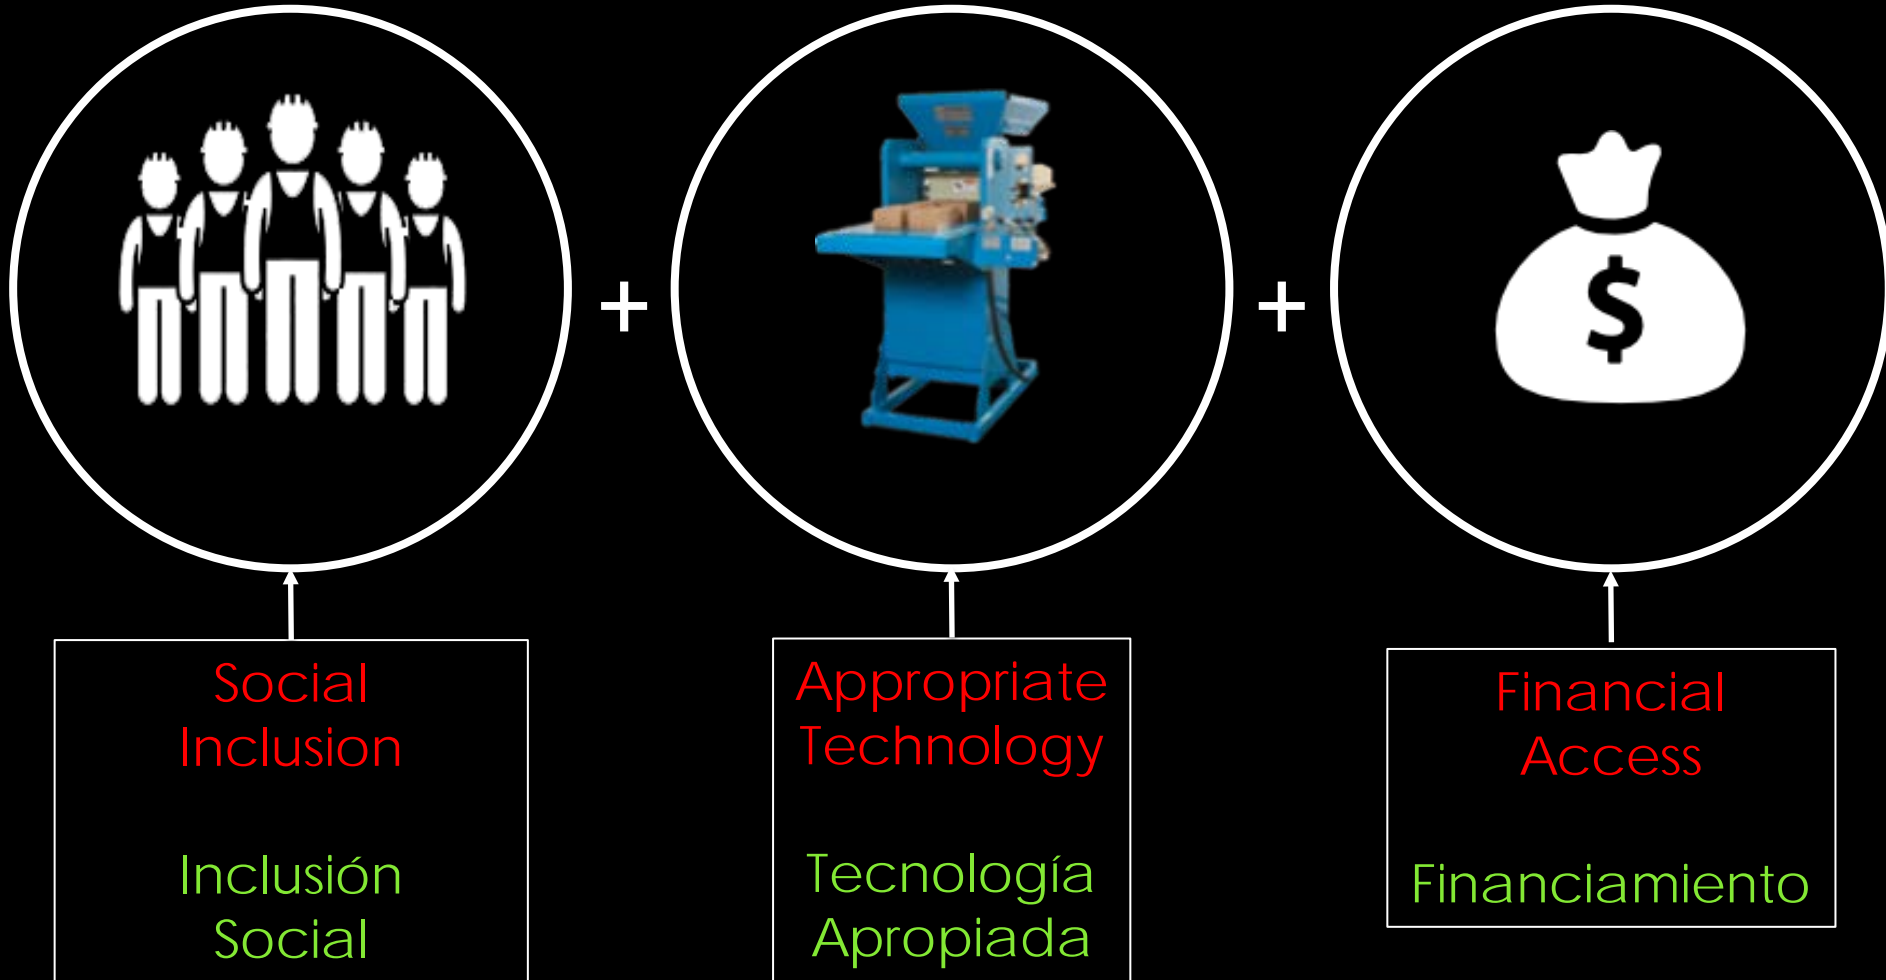 +
+
$
Social
Inclusion
Inclusión
Social
Appropriate
Technology
Tecnología
Apropiada
Financial
Access
Financiamiento